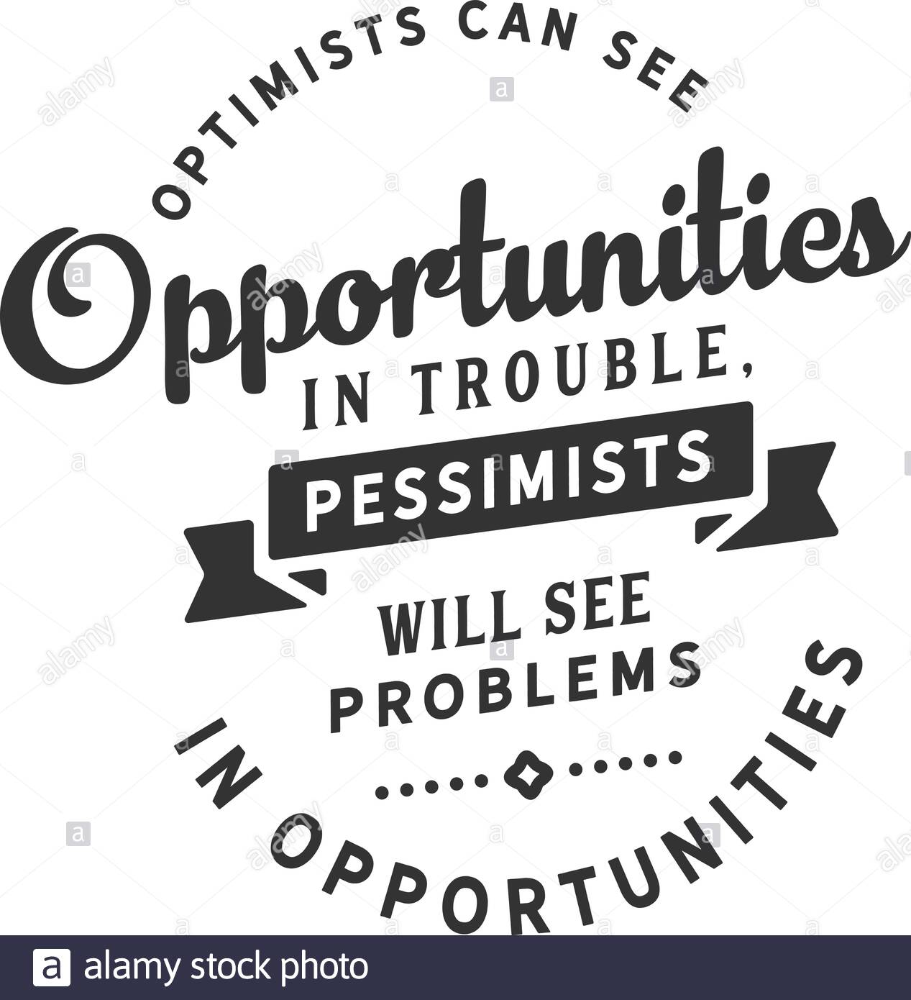 OPTIMISTS CAN SEE
Opportunities
IN TROUBLE,
PESSIMISTS
WILL SEE
PROBLEMS
IN OPPORTUNITIES
a alamy stock photo